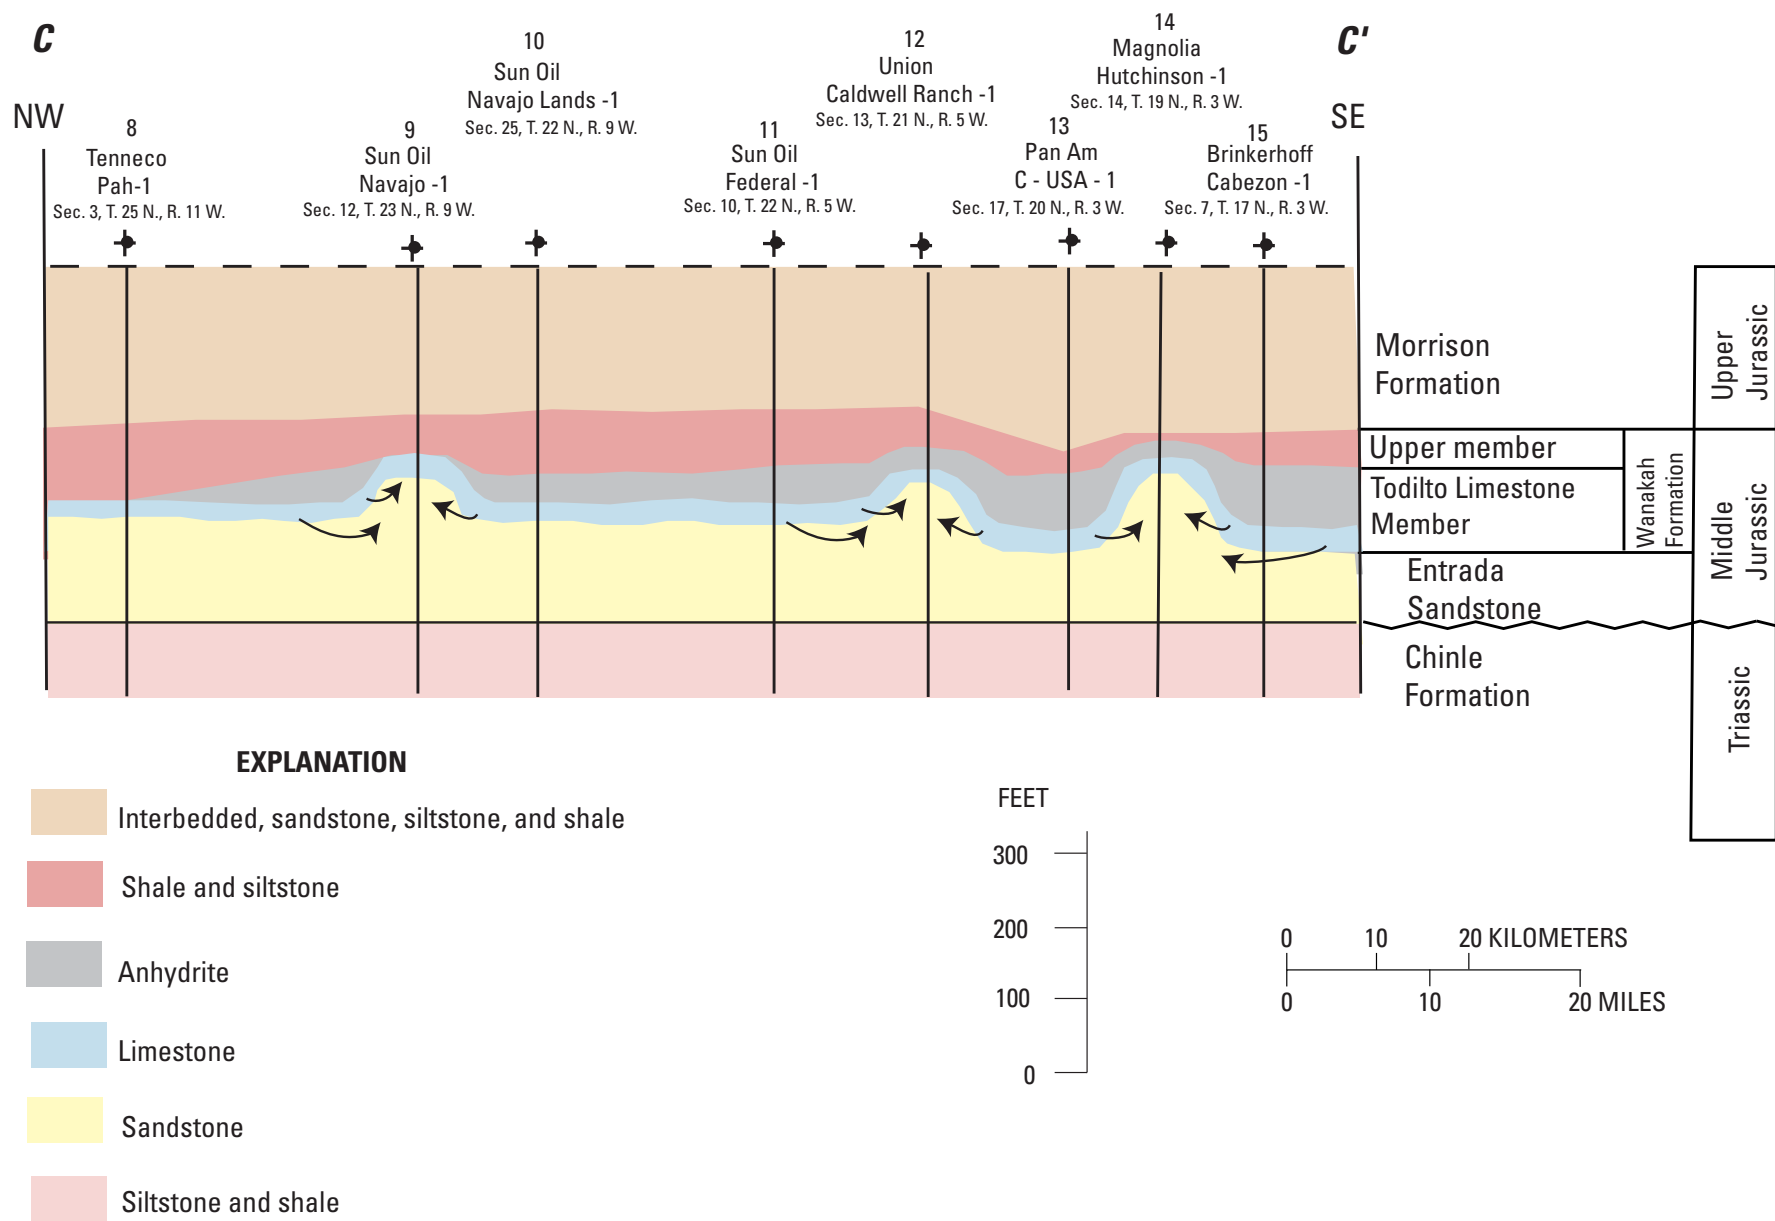 C
C'
NW
SE
8
Tenneco
Pah-1
Sec. 3, T. 25 N., R. 11 W.
9
Sun Oil
Navajo -1
Sec. 12, T. 23 N., R. 9 W.
10
Sun Oil
Navajo Lands -1
Sec. 25, T. 22 N., R. 9 W.
11
Sun Oil
Federal -1
Sec. 10, T. 22 N., R. 5 W.
12
Union
Caldwell Ranch -1
Sec. 13, T. 21 N., R. 5 W.
13
Pan Am
C - USA - 1
Sec. 17, T. 20 N., R. 3 W.
14
Magnolia
Hutchinson -1
Sec. 14, T. 19 N., R. 3 W.
15
Brinkerhoff
Cabezon -1
Sec. 7, T. 17 N., R. 3 W.
Morrison
Formation
Upper member
Todilto Limestone
Member
Wanakah
Formation
Entrada
Sandstone
Chinle
Formation
Upper
Jurassic
Middle
Jurassic
Triassic
EXPLANATION
Interbedded, sandstone, siltstone, and shale
Shale and siltstone
Anhydrite
Limestone
Sandstone
Siltstone and shale
FEET
300
200
100
0
0 10 20 KILOMETERS
0 10 20 MILES